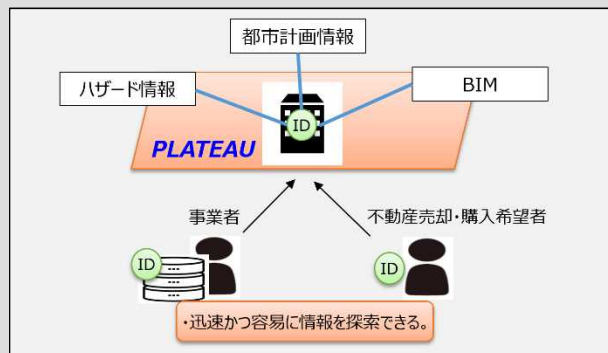 都市計画情報
ハザード情報
BIM
ID
PLATEAU
事業者
不動産売却・購入希望者
ID
ID
・迅速かつ容易に情報を探索できる。